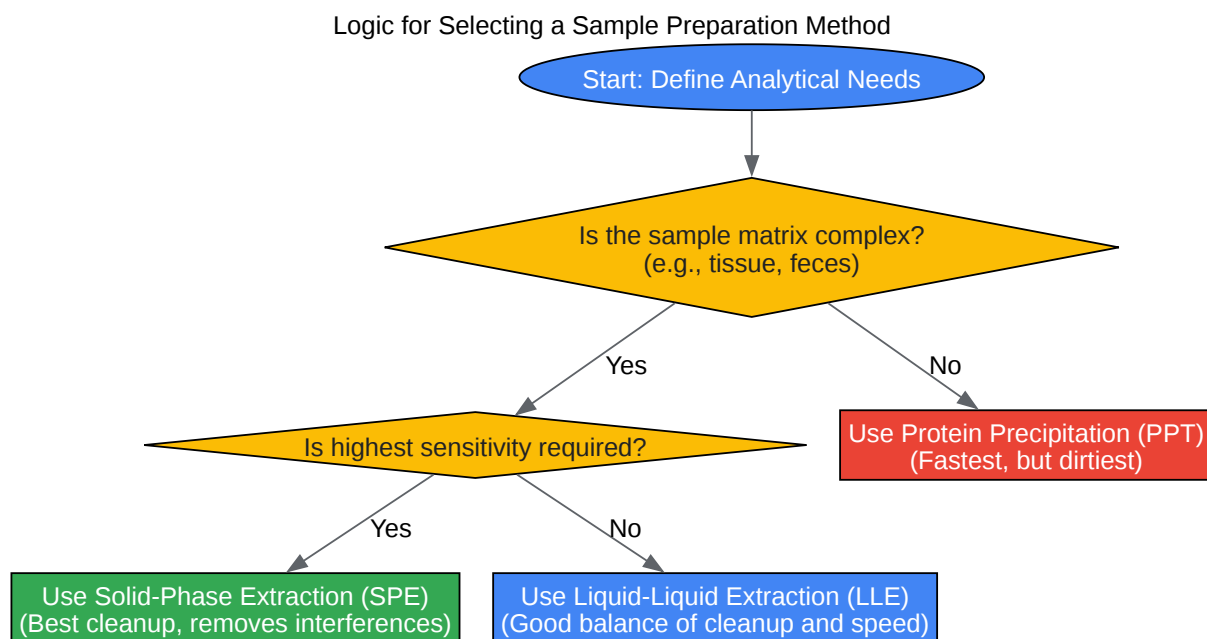 Logic for Selecting a Sample Preparation Method
Start: Define Analytical Needs
Is the sample matrix complex?
(e.g., tissue, feces)
Yes
No
Is highest sensitivity required?
Use Protein Precipitation (PPT)
(Fastest, but dirtiest)
Yes
No
Use Solid-Phase Extraction (SPE)
(Best cleanup, removes interferences)
Use Liquid-Liquid Extraction (LLE)
(Good balance of cleanup and speed)